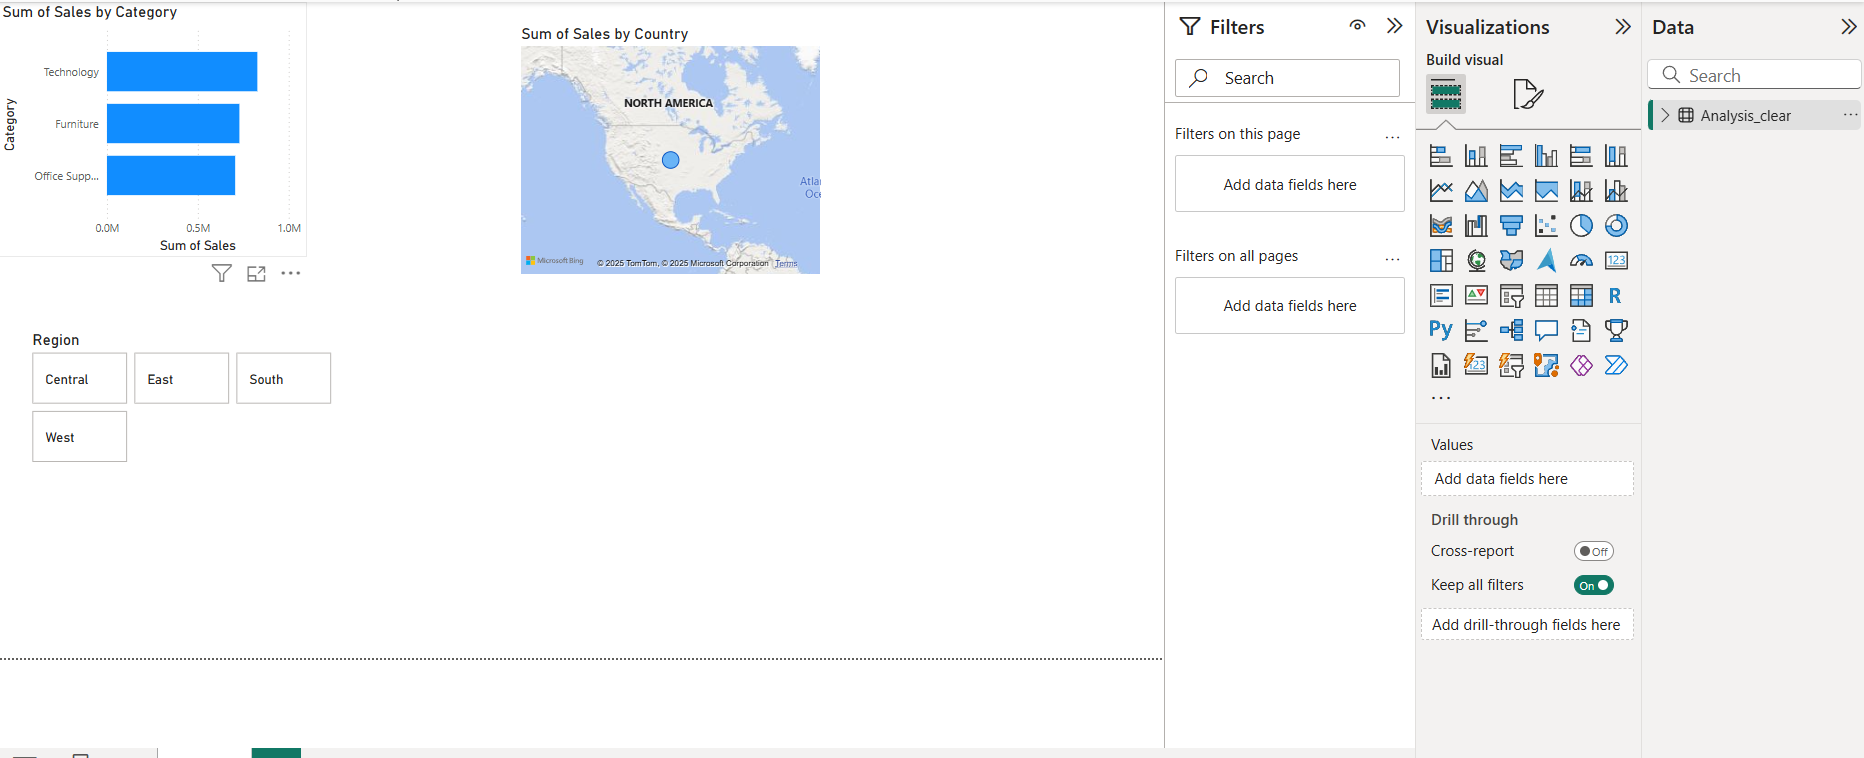 Sum of Sales by Category
Category
Technology
Furniture
Office Supp...
0.0M 0.5M 1.0M
Sum of Sales
Sum of Sales by Country
NORTH AMERICA
Atla
Oce
Microsoft Bing
© 2025 TomTom, © 2025 Microsoft Corporation Terms
Region
Central
East
South
West
Filters
Search
Filters on this page
...
Add data fields here
Filters on all pages
...
Add data fields here
Visualizations
Build visual
123
R
Py
123
...
Values
Add data fields here
Drill through
Cross-report
Off
Keep all filters
On
Add drill-through fields here
Data
Search
Analysis_clear
...